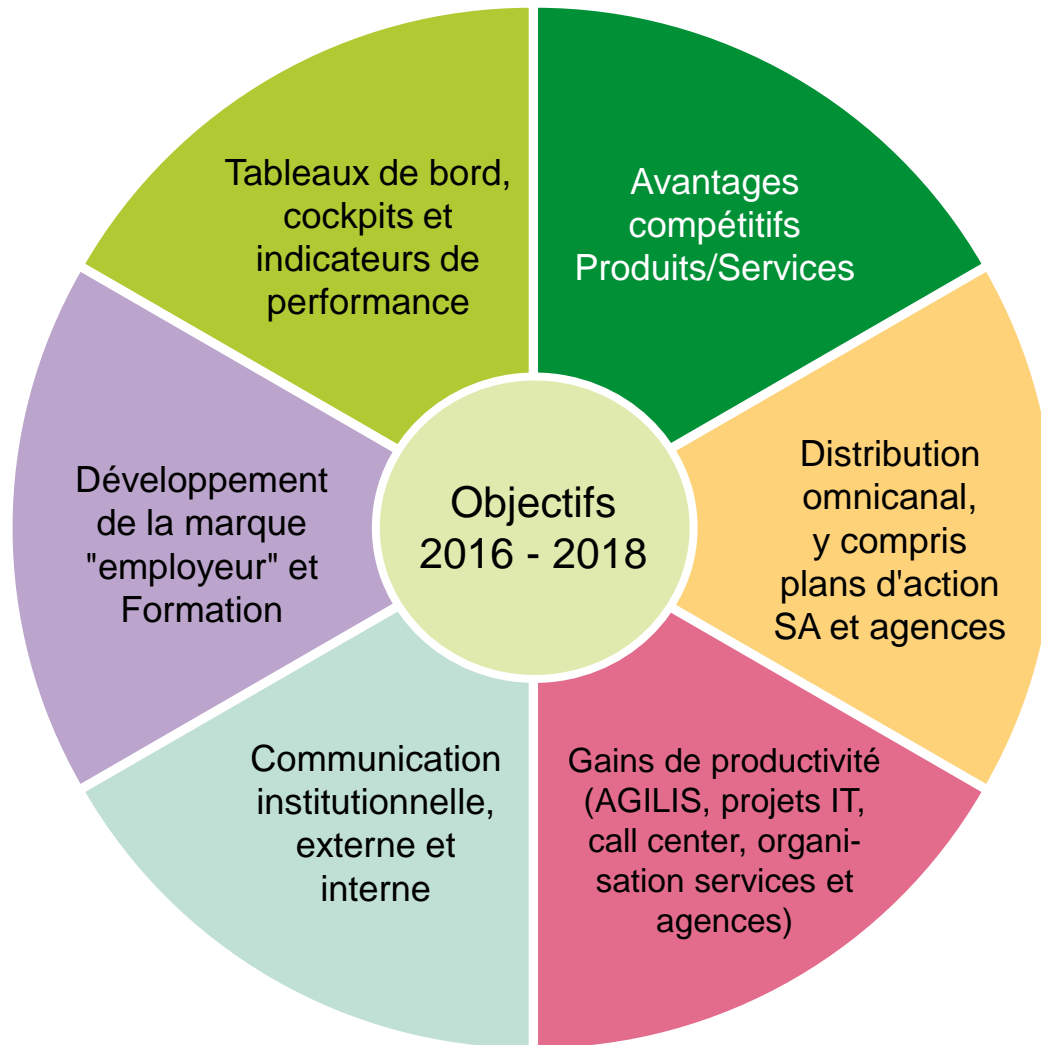 Tableaux de bord,
cockpits et
indicateurs de
performance
Avantages
compétitifs
Produits/Services
Développement
de la marque
"employeur" et
Formation
Objectifs
2016 - 2018
Distribution
omnicanal,
y compris
plans d'action
SA et agences
Communication
institutionnelle,
externe et
interne
Gains de productivité
(AGILIS, projets IT,
call center, organi-
sation services et
agences)